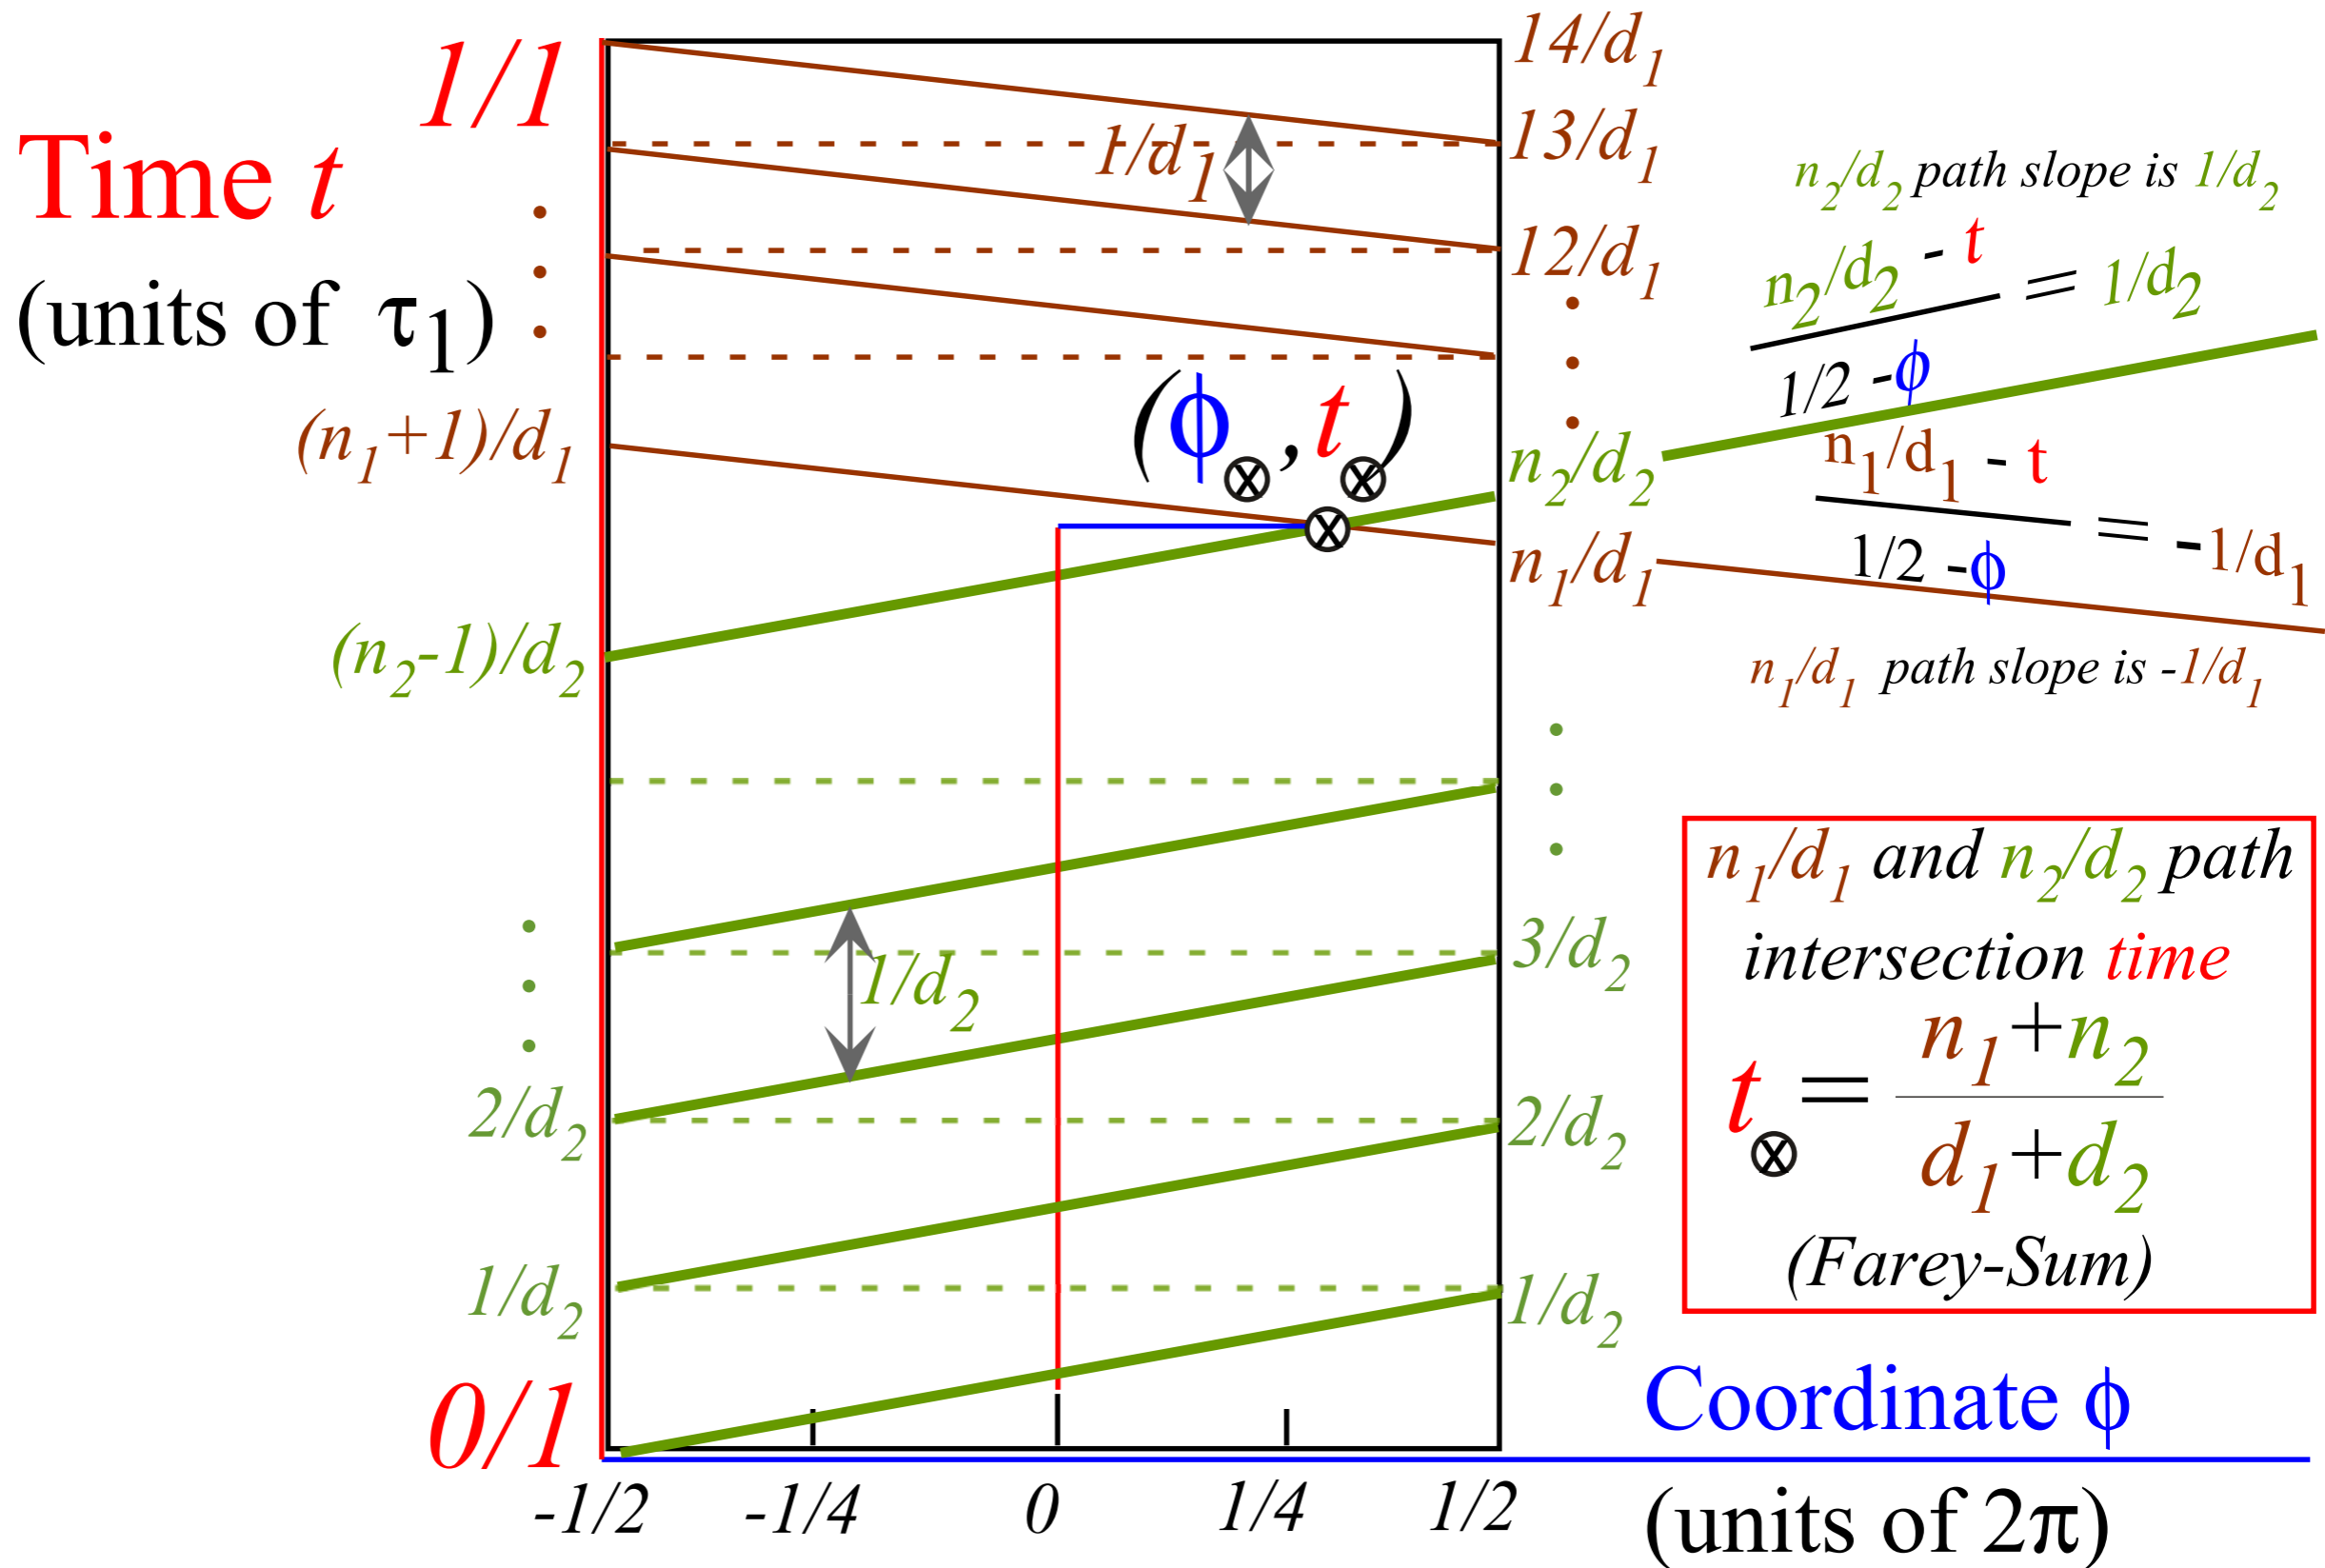 1/1
Time t
(units of τ₁)
(n₁+1)/d₁
(n₂-1)/d₂
2/d₂
1/d₂
0/1
1/d₁
(ϕ⊗, t⊗)
1/d₂
14/d₁
13/d₁
12/d₁
n₂/d₂
n₁/d₁
3/d₂
2/d₂
1/d₂
n₂/d₂ path slope is 1/d₂
n₂/d₂ - t
= 1/d₂
1/2 -ϕ
n₁/d₁ - t
= -1/d₁
1/2 -ϕ
n₁/d₁ path slope is -1/d₁
n₁/d₁ and n₂/d₂ path
intersection time
n₁+n₂
t⊗ =
d₁+d₂
(Farey-Sum)
Coordinate ϕ
-1/2 -1/4 0 1/4 1/2
(units of 2π)